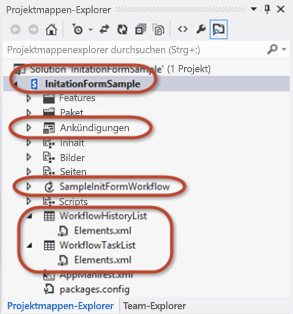 Projektmappen-Explorer
Projektmappenexplorer durchsuchen (Strg+;)
Solution 'InitationFormSample' (1 Projekt)
InitationFormSample
Features
Paket
Ankündigungen
Inhalt
Bilder
Seiten
SampleInitFormWorkflow
Scripts
WorkflowHistoryList
Elements.xml
WorkflowTaskList
Elements.xml
AppManifest.xml
packages.config
Projektmappen-Explorer Team-Explorer